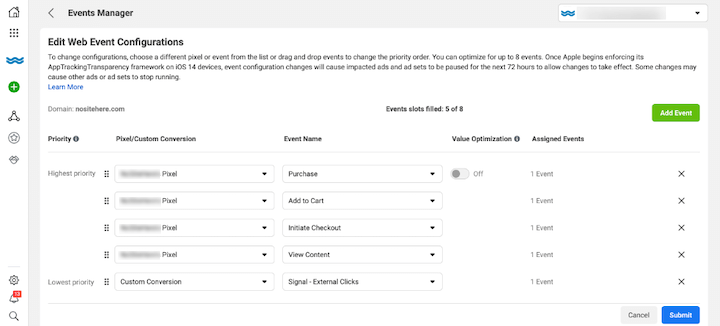 Events Manager
Edit Web Event Configurations
To change configurations, choose a different pixel or event from the list or drag and drop events to change the priority order. You can optimize for up to 8 events. Once Apple begins enforcing its
AppTrackingTransparency framework on iOS 14 devices, event configuration changes will cause impacted ads and ad sets to be paused for the next 72 hours to allow changes to take effect. Some changes may
cause other ads or ad sets to stop running.
Learn More
Domain: nositehere.com Events slots filled: 5 of 8
Add Event
Priority Pixel/Custom Conversion Event Name Value Optimization Assigned Events
Highest priority Pixel Purchase Off 1 Event
Pixel Add to Cart 1 Event
Pixel Initiate Checkout 1 Event
Pixel View Content 1 Event
Lowest priority Custom Conversion Signal - External Clicks 1 Event
Cancel Submit